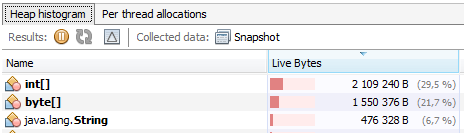 Heap histogram Per thread allocations
Results: Collected data: Snapshot
Name Live Bytes
int[] 2 109 240 B (29,5 %)
byte[] 1 550 376 B (21,7 %)
java.lang.String 476 328 B (6,7 %)